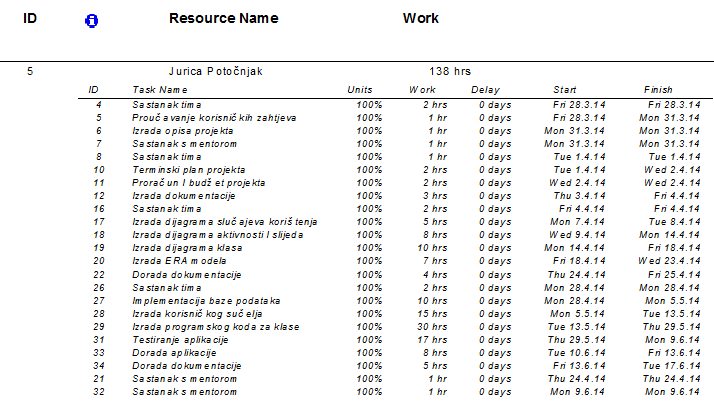 ID Resource Name Work
5 Jurica Potočnjak 138 hrs
ID Task Name Units Work Delay Start Finish
4 Sastanak tima 100% 2 hrs 0 days Fri 28.3.14 Fri 28.3.14
5 Proučavanje korisničkih zahtjeva 100% 1 hr 0 days Fri 28.3.14 Mon 31.3.14
6 Izrada opisa projekta 100% 1 hr 0 days Mon 31.3.14 Mon 31.3.14
7 Sastanak s mentorom 100% 1 hr 0 days Mon 31.3.14 Mon 31.3.14
8 Sastanak tima 100% 1 hr 0 days Tue 1.4.14 Tue 1.4.14
10 Terminski plan projekta 100% 2 hrs 0 days Tue 1.4.14 Wed 2.4.14
11 Proračun I budžet projekta 100% 2 hrs 0 days Wed 2.4.14 Wed 2.4.14
12 Izrada dokumentacije 100% 3 hrs 0 days Thu 3.4.14 Fri 4.4.14
16 Sastanak tima 100% 2 hrs 0 days Fri 4.4.14 Fri 4.4.14
17 Izrada dijagrama slučajeva korištenja 100% 5 hrs 0 days Mon 7.4.14 Tue 8.4.14
18 Izrada dijagrama aktivnosti I slijeda 100% 8 hrs 0 days Wed 9.4.14 Mon 14.4.14
19 Izrada dijagrama klasa 100% 10 hrs 0 days Mon 14.4.14 Fri 18.4.14
20 Izrada ERA modela 100% 7 hrs 0 days Fri 18.4.14 Wed 23.4.14
22 Dorada dokumentacije 100% 4 hrs 0 days Thu 24.4.14 Fri 25.4.14
26 Sastanak tima 100% 2 hrs 0 days Mon 28.4.14 Mon 28.4.14
27 Implementacija baze podataka 100% 10 hrs 0 days Mon 28.4.14 Mon 5.5.14
28 Izrada korisničkog sučelja 100% 15 hrs 0 days Mon 5.5.14 Tue 13.5.14
29 Izrada programskog koda za klase 100% 30 hrs 0 days Tue 13.5.14 Thu 29.5.14
31 Testiranje aplikacije 100% 17 hrs 0 days Thu 29.5.14 Mon 9.6.14
33 Dorada aplikacije 100% 8 hrs 0 days Tue 10.6.14 Fri 13.6.14
34 Dorada dokumentacije 100% 5 hrs 0 days Fri 13.6.14 Tue 17.6.14
21 Sastanak s mentorom 100% 1 hr 0 days Thu 24.4.14 Thu 24.4.14
32 Sastanak s mentorom 100% 1 hr 0 days Mon 9.6.14 Mon 9.6.14